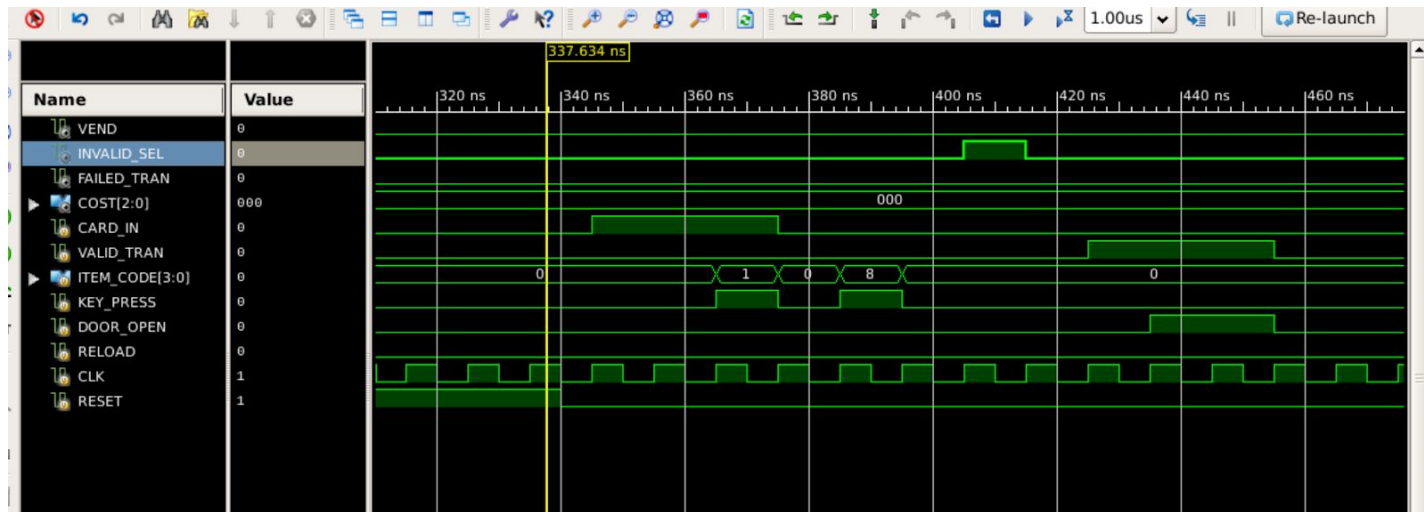 1.00us
Re-launch
337.634 ns
Name
Value
320 ns
340 ns
360 ns
380 ns
400 ns
420 ns
440 ns
460 ns
VEND 0
INVALID_SEL 0
FAILED_TRAN 0
COST[2:0] 000 000
CARD_IN 0
VALID_TRAN 0
ITEM_CODE[3:0] 0 0 1 0 8 0
KEY_PRESS 0
DOOR_OPEN 0
RELOAD 0
CLK 1
RESET 1